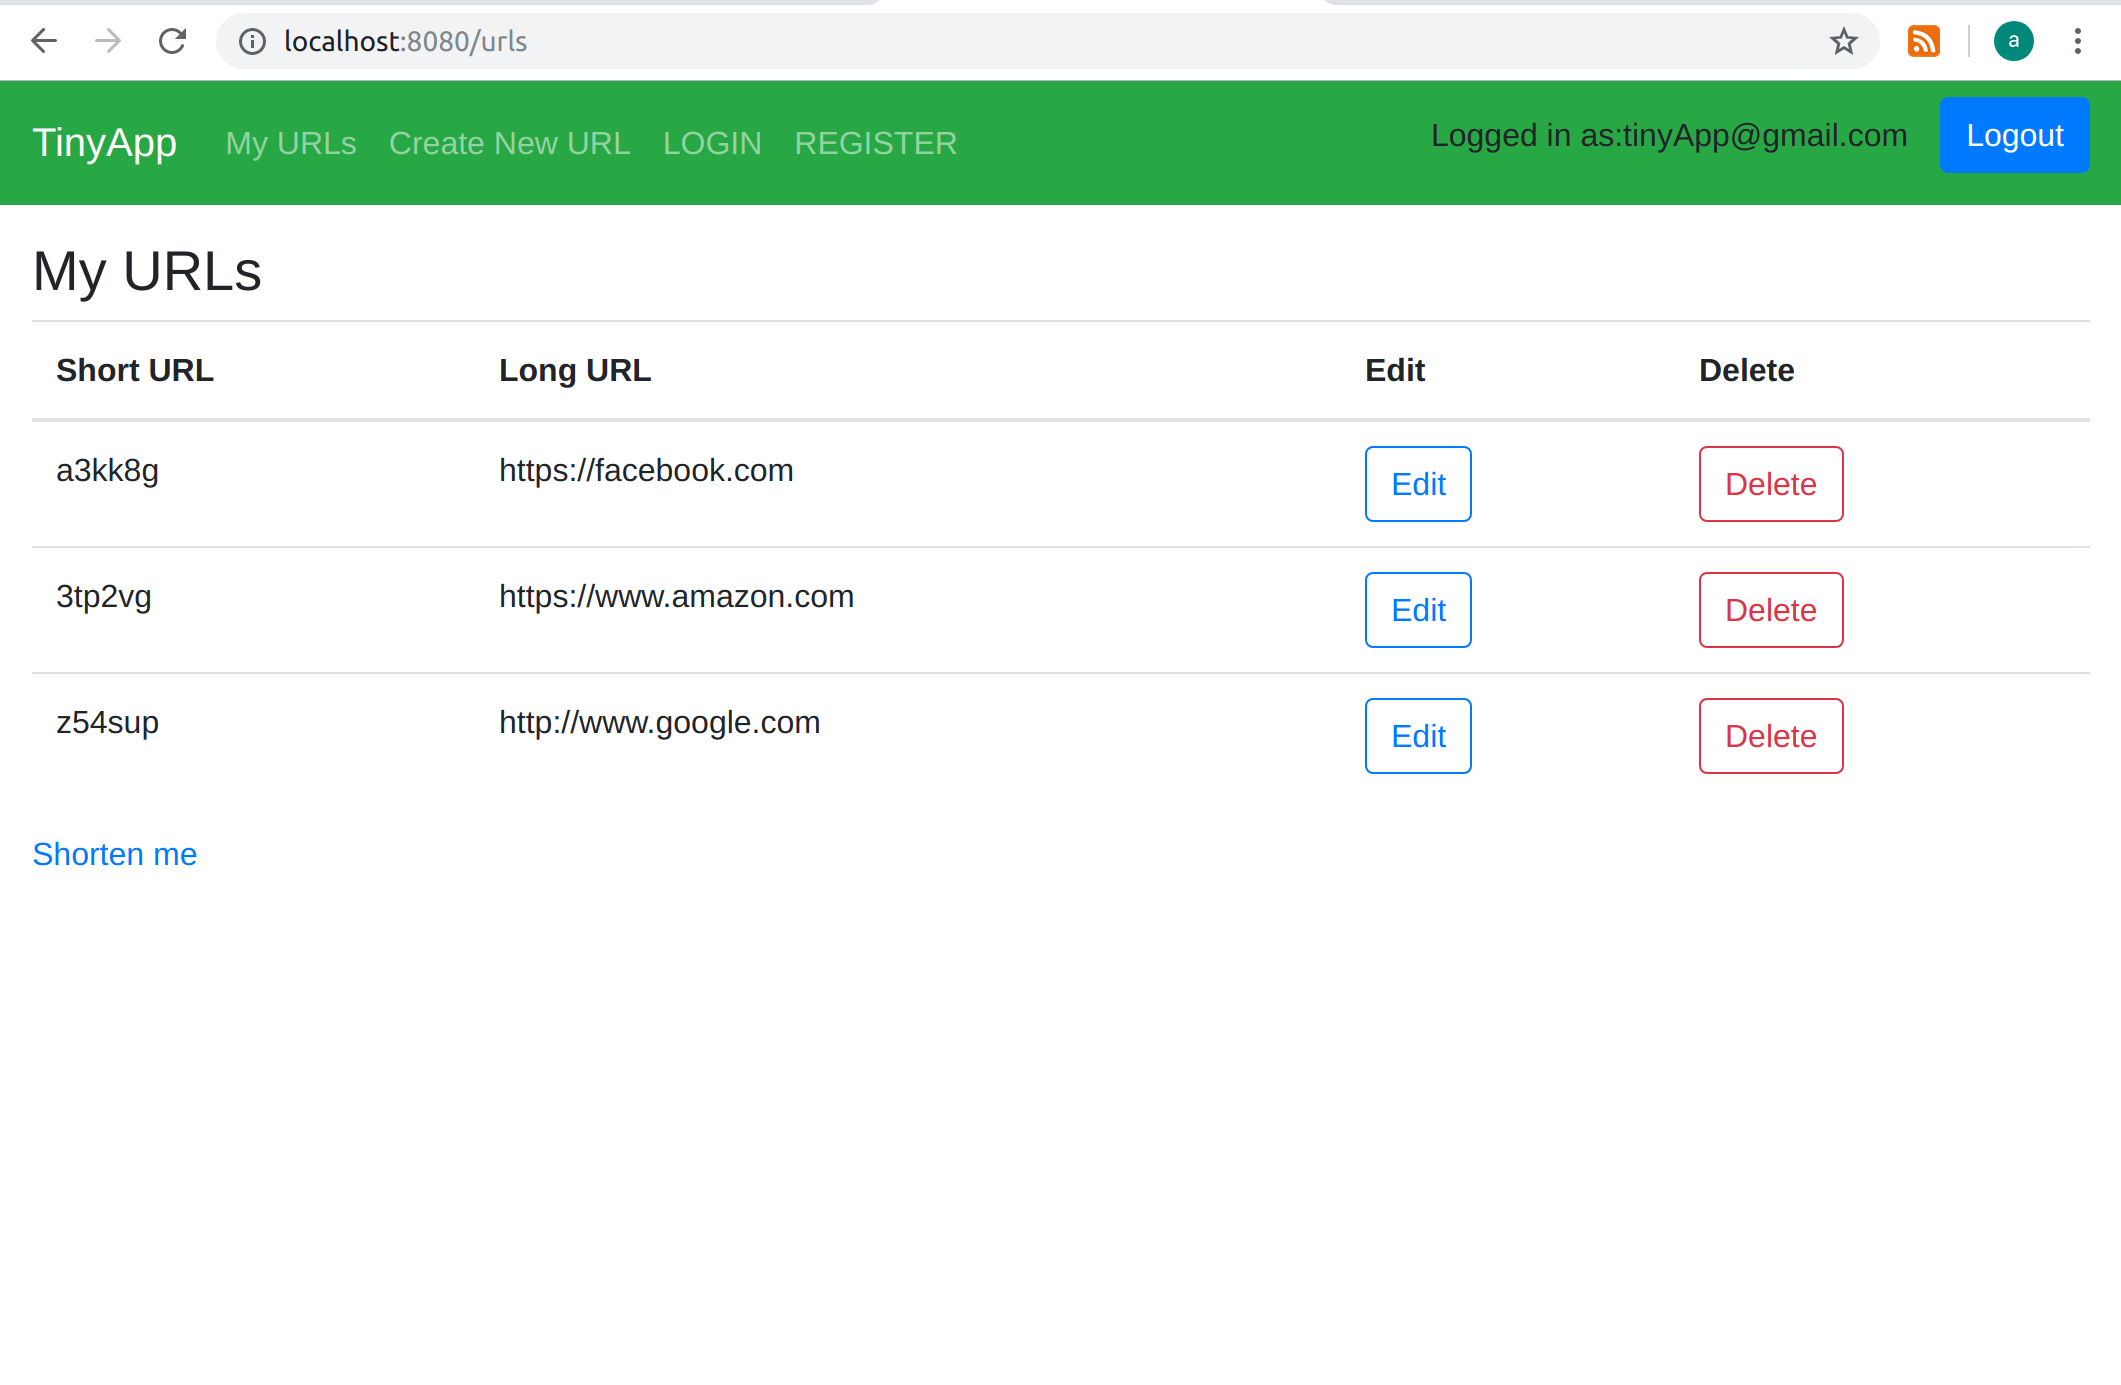 localhost:8080/urls
a
TinyApp My URLs Create New URL LOGIN REGISTER Logged in as:tinyApp@gmail.com Logout
My URLs
Short URL Long URL Edit Delete
a3kk8g https://facebook.com Edit Delete
3tp2vg https://www.amazon.com Edit Delete
z54sup http://www.google.com Edit Delete
Shorten me